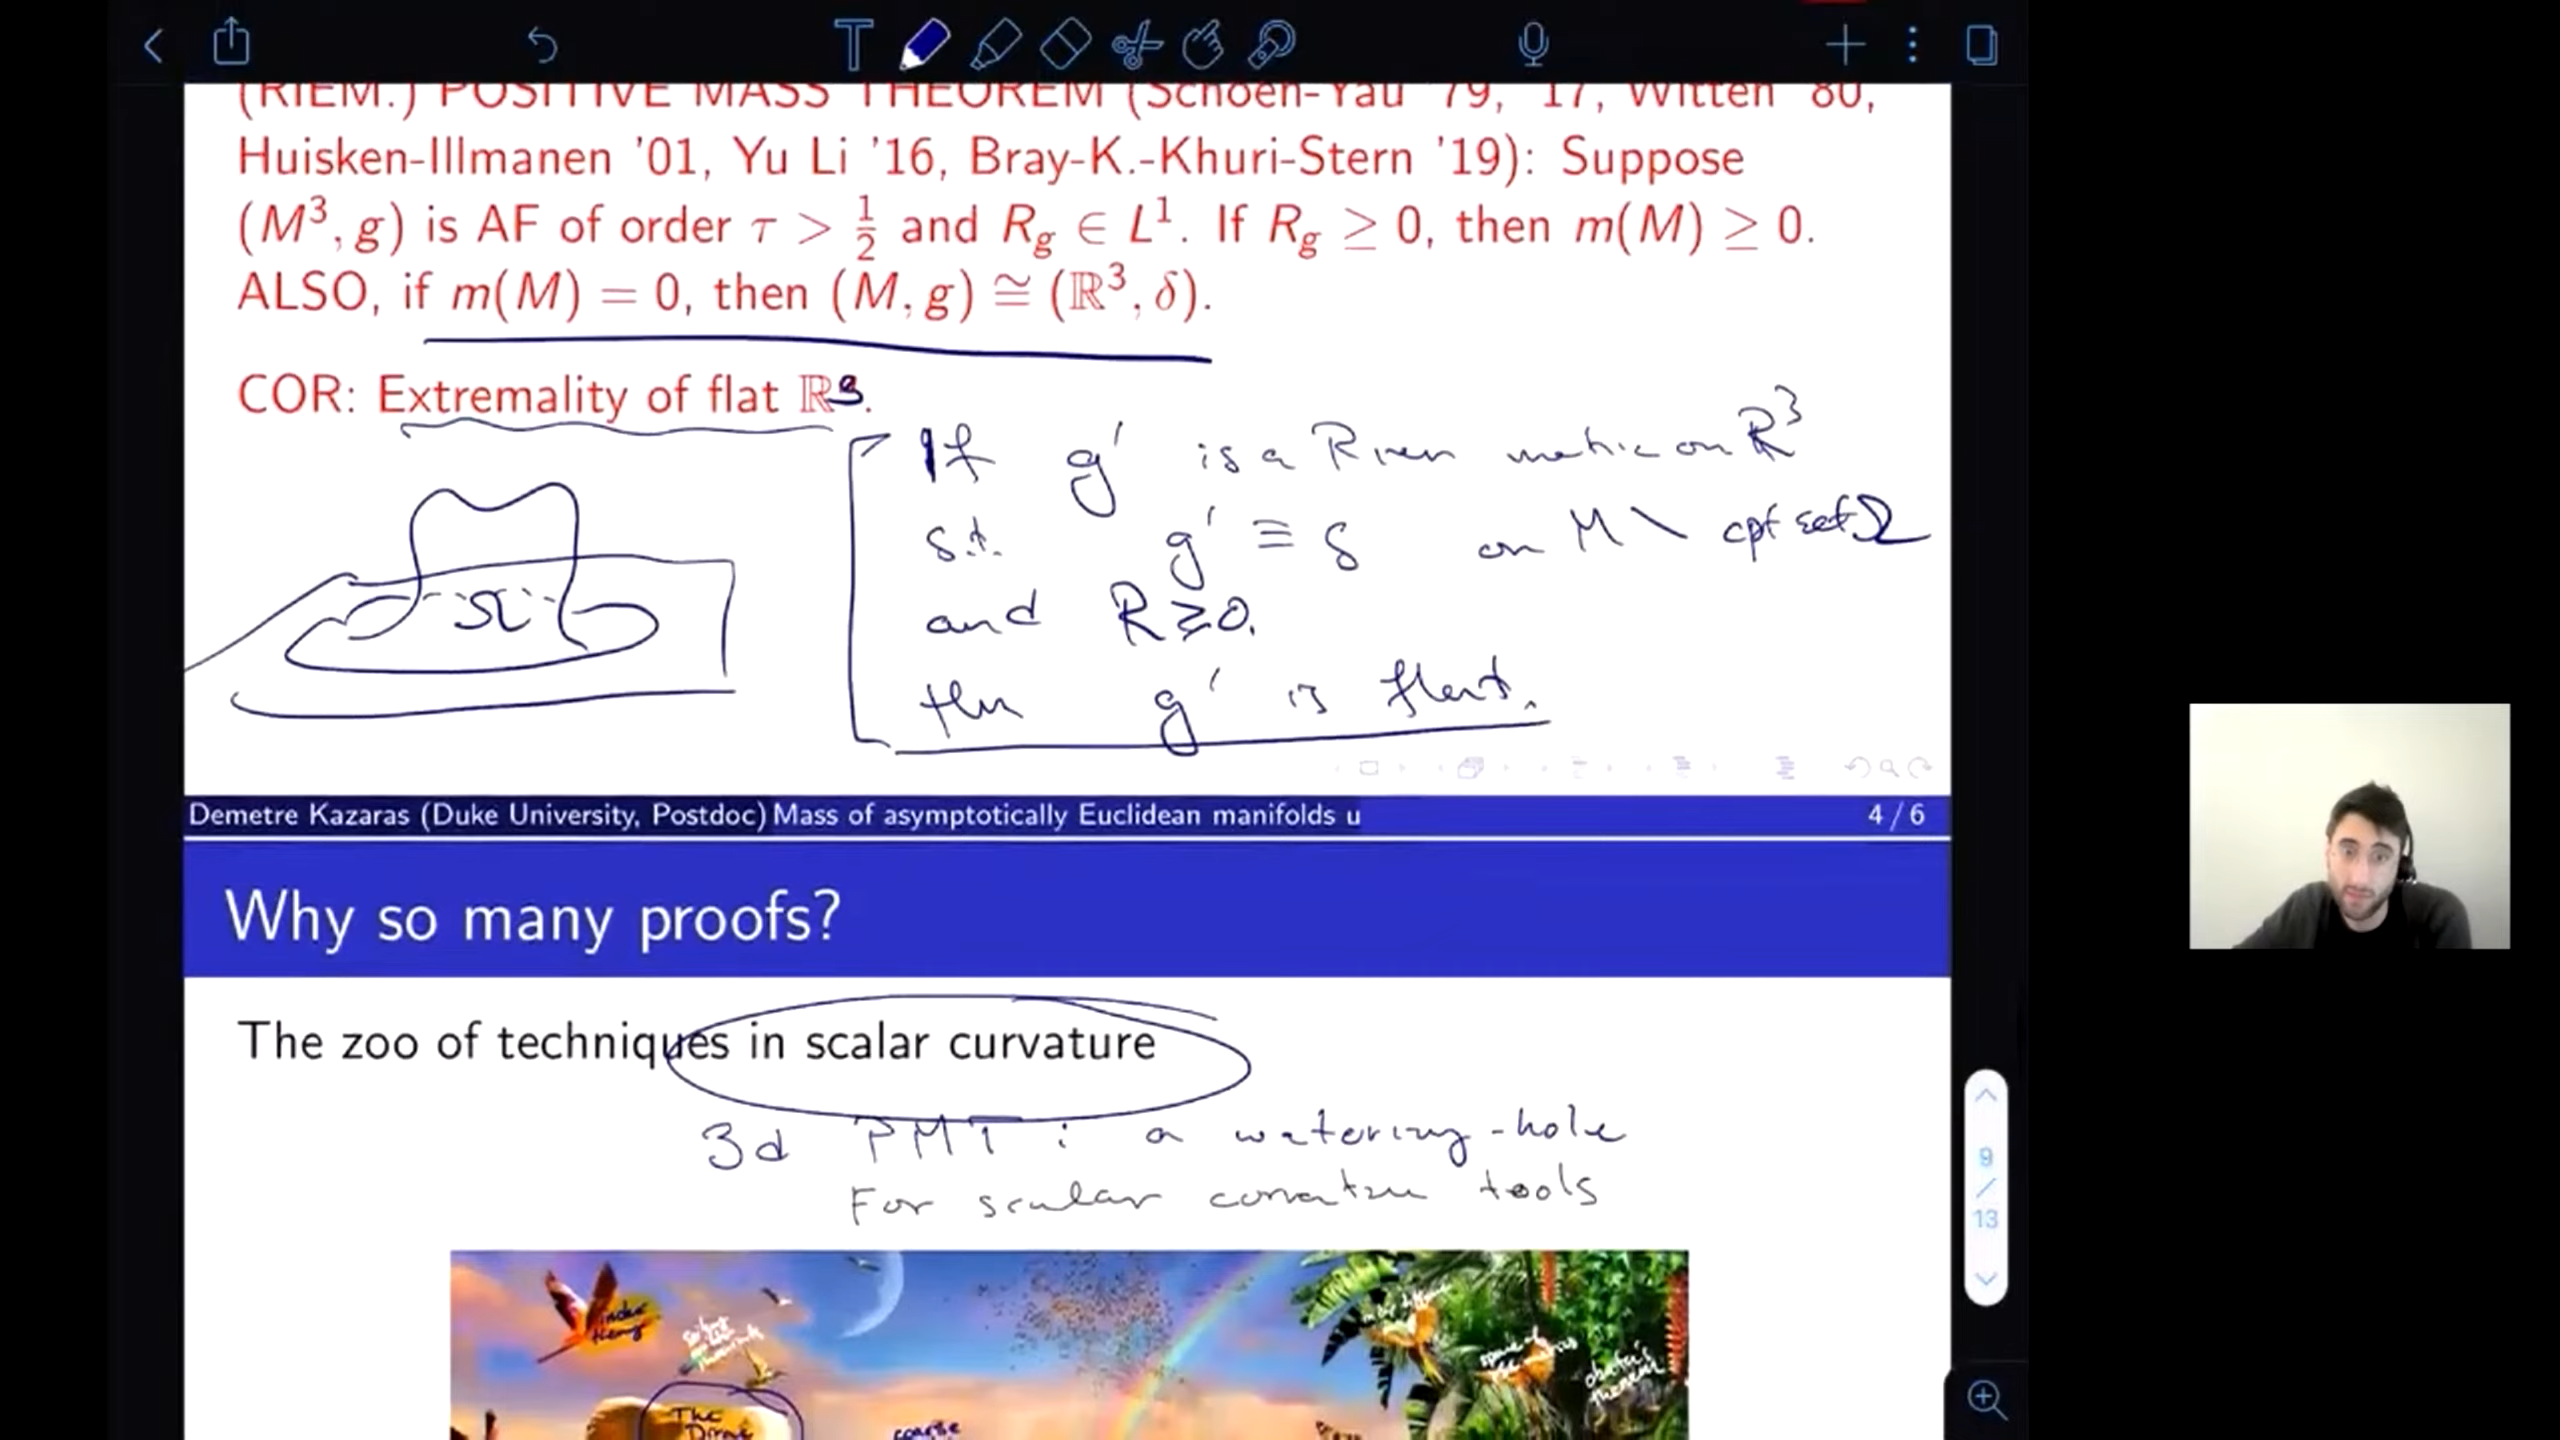 (RIEM.) POSITIVE MASS THEOREM (Schoen-Yau '79, '17, Witten '80,
Huisken-Illmanen '01, Yu Li '16, Bray-K.-Khuri-Stern '19): Suppose
(M³, g) is AF of order τ > 1/2 and R_g ∈ L¹. If R_g ≥ 0, then m(M) ≥ 0.
ALSO, if m(M) = 0, then (M, g) ≅ (ℝ³, δ).
COR: Extremality of flat ℝ³.
If g' is a Riem metric on ℝ³
s.t. g' ≡ δ on M \ cpt set Ω
and R ≥ 0.
then g' is flat.
Ω
Demetre Kazaras (Duke University, Postdoc) Mass of asymptotically Euclidean manifolds u 4 / 6
Why so many proofs?
The zoo of techniques in scalar curvature
3d PMT : a watering-hole
For scalar curvature tools
index theory
The Dirac
9
/
13